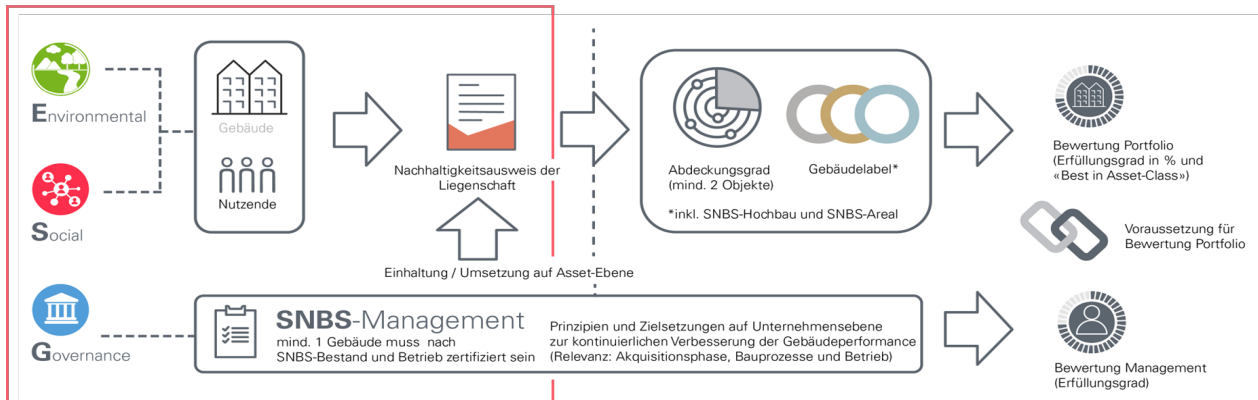 Environmental
Social
Governance
Gebäude
Nutzende
Nachhaltigkeitsausweis der
Liegenschaft
Einhaltung / Umsetzung auf Asset-Ebene
Abdeckungsgrad
(mind. 2 Objekte)
Gebäudelabel*
*inkl. SNBS-Hochbau und SNBS-Areal
Bewertung Portfolio
(Erfüllungsgrad in % und
«Best in Asset-Class»)
Voraussetzung für
Bewertung Portfolio
SNBS-Management
mind. 1 Gebäude muss nach
SNBS-Bestand und Betrieb zertifiziert sein
Prinzipien und Zielsetzungen auf Unternehmensebene
zur kontinuierlichen Verbesserung der Gebäudeperformance
(Relevanz: Akquisitionsphase, Bauprozesse und Betrieb)
Bewertung Management
(Erfüllungsgrad)